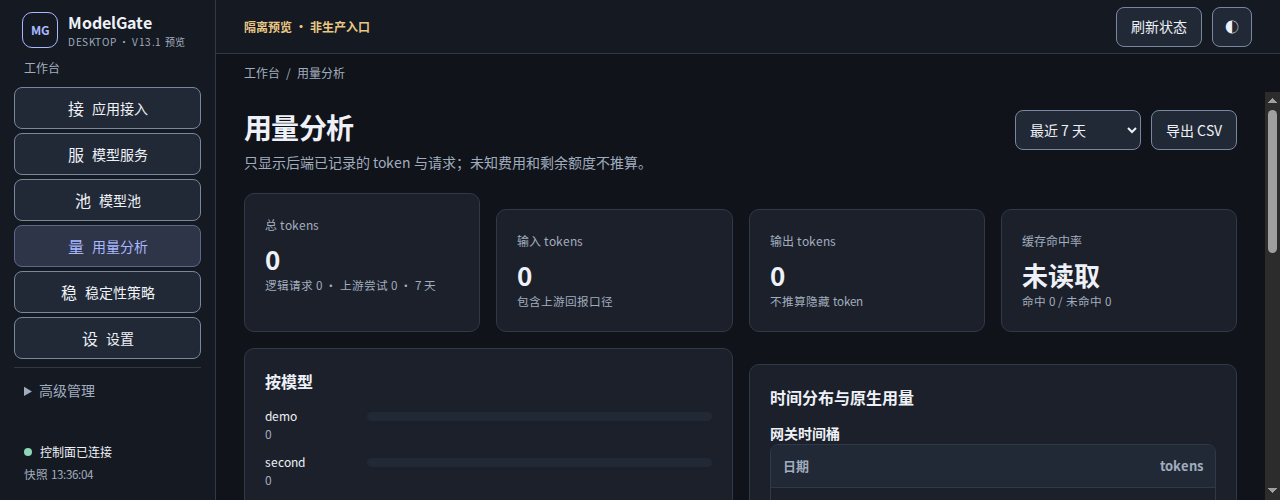 MG
ModelGate
DESKTOP · V13.1 预览
工作台
接 应用接入
服 模型服务
池 模型池
量 用量分析
稳 稳定性策略
设 设置
▶ 高级管理
控制面已连接
快照 13:36:04
隔离预览 · 非生产入口
刷新状态
工作台 / 用量分析
用量分析
只显示后端已记录的 token 与请求；未知费用和剩余额度不推算。
最近 7 天
导出 CSV
总 tokens
0
逻辑请求 0 · 上游尝试 0 · 7 天
输入 tokens
0
包含上游回报口径
输出 tokens
0
不推算隐藏 token
缓存命中率
未读取
命中 0 / 未命中 0
按模型
demo
0
second
0
时间分布与原生用量
网关时间桶
日期 tokens